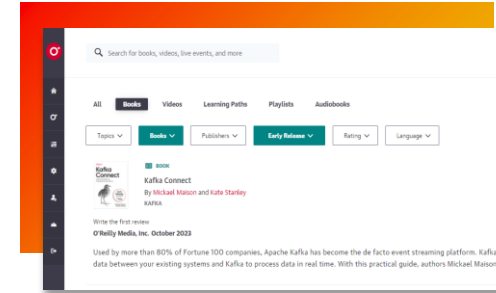 Search for books, videos, live events, and more
All Books Videos Learning Paths Playlists Audiobooks
Topics Books Publishers Early Release Rating Language
BOOK
Kafka Connect
By Mickael Maison and Kate Stanley
KAFKA
Kafka
Connect
Write the first review
O'Reilly Media, Inc. October 2023
Used by more than 80% of Fortune 100 companies, Apache Kafka has become the de facto event streaming platform. Kafka
data between your existing systems and Kafka to process data in real time. With this practical guide, authors Mickael Maison